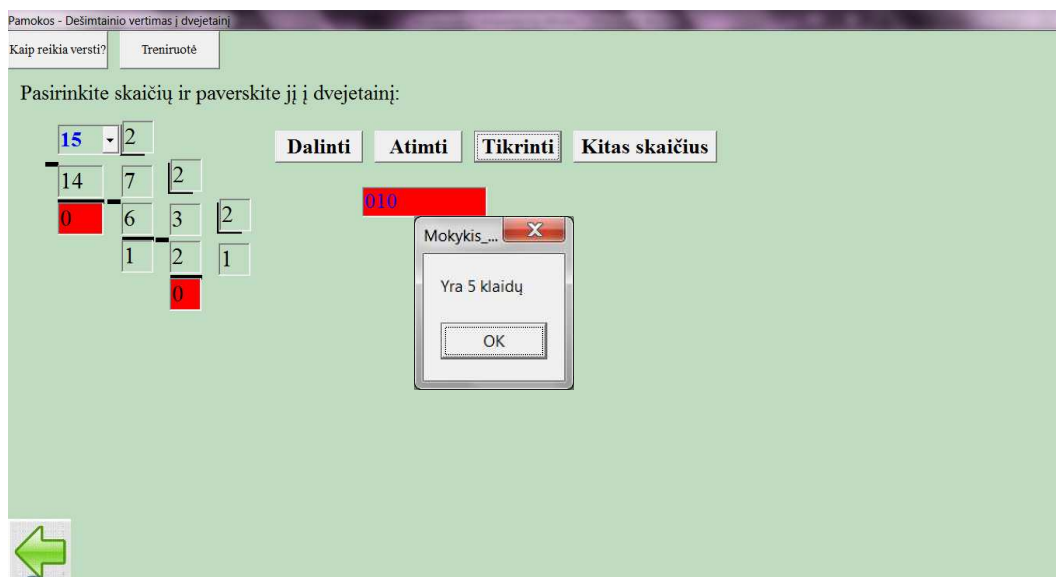 Pamokos - Dešimtainio vertimas į dvejetainį
Kaip reikia versti? Treniruotė
Pasirinkite skaičių ir paverskite jį į dvejetainį:
15 2 Dalinti Atimti Tikrinti Kitas skaičius
14 7 2
010
0 6 3 2
Mokykis_...
1 2 1
Yra 5 klaidų
0
OK